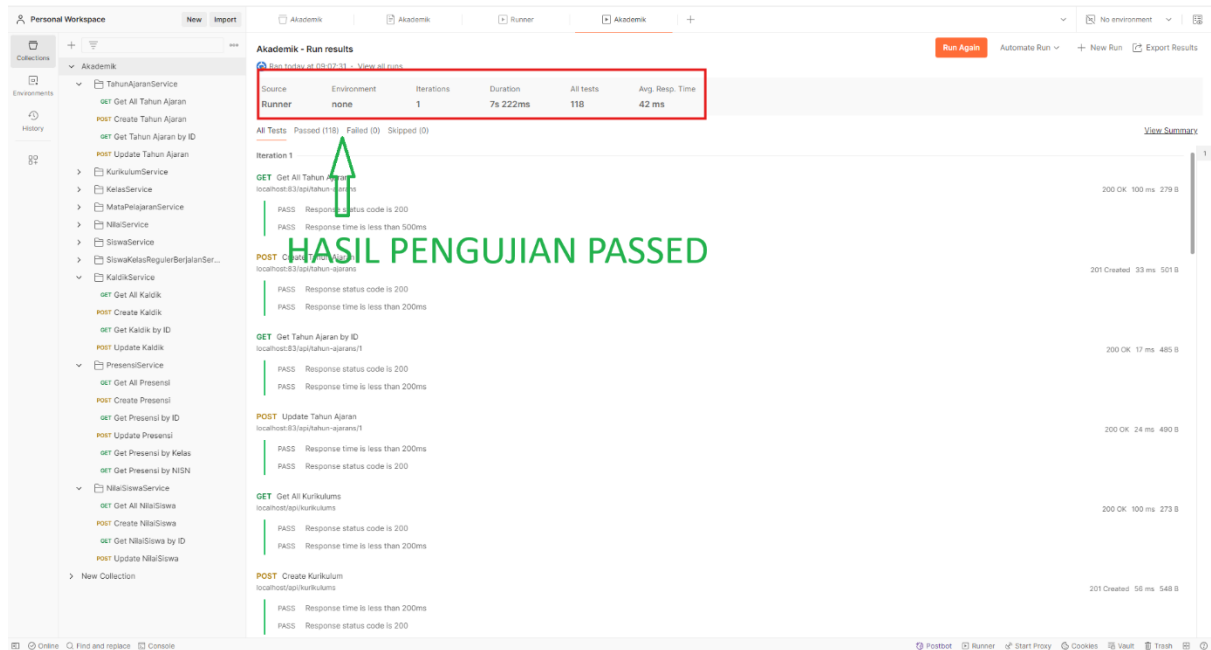 Personal Workspace New Import Akademik Akademik Runner Akademik No environment
Collections
Environments
History
Akademik
TahunAjaranService
GET Get All Tahun Ajaran
POST Create Tahun Ajaran
GET Get Tahun Ajaran by ID
POST Update Tahun Ajaran
KurikulumService
KelasService
MataPelajaranService
NilaiService
SiswaService
SiswaKelasRegulerBerjalanSer...
KaldikService
GET Get All Kaldik
POST Create Kaldik
GET Get Kaldik by ID
POST Update Kaldik
PresensiService
GET Get All Presensi
POST Create Presensi
GET Get Presensi by ID
POST Update Presensi
GET Get Presensi by Kelas
GET Get Presensi by NISN
NilaiSiswaService
GET Get All NilaiSiswa
POST Create NilaiSiswa
GET Get NilaiSiswa by ID
POST Update NilaiSiswa
New Collection
Akademik - Run results
Run Again Automate Run New Run Export Results
Ran today at 09:07:31 - View all runs
Source Environment Iterations Duration All tests Avg. Resp. Time
Runner none 1 7s 222ms 118 42 ms
All Tests Passed (118) Failed (0) Skipped (0) View Summary
Iteration 1
1
GET Get All Tahun Ajaran
localhost:83/api/tahun-ajarans 200 OK 100 ms 279 B
PASS Response status code is 200
PASS Response time is less than 500ms
HASIL PENGUJIAN PASSED
POST Create Tahun Ajaran
localhost:83/api/tahun-ajarans 201 Created 33 ms 501 B
PASS Response status code is 200
PASS Response time is less than 200ms
GET Get Tahun Ajaran by ID
localhost:83/api/tahun-ajarans/1 200 OK 17 ms 485 B
PASS Response status code is 200
PASS Response time is less than 200ms
POST Update Tahun Ajaran
localhost:83/api/tahun-ajarans/1 200 OK 24 ms 490 B
PASS Response time is less than 200ms
PASS Response status code is 200
GET Get All Kurikulums
localhost/api/kurikulums 200 OK 100 ms 273 B
PASS Response status code is 200
PASS Response time is less than 200ms
POST Create Kurikulum
localhost/api/kurikulums 201 Created 56 ms 548 B
PASS Response time is less than 200ms
PASS Response status code is 200
Online Find and replace Console Postbot Runner Start Proxy Cookies Vault Trash